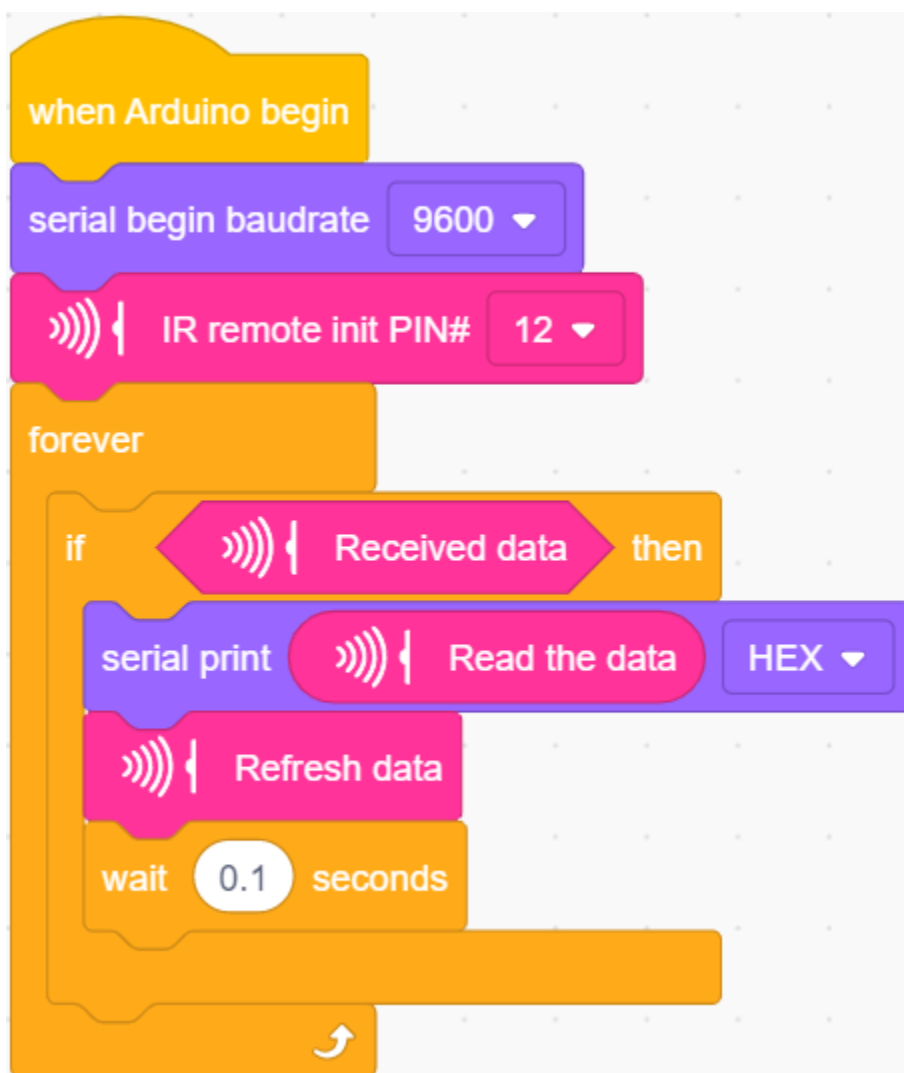 when Arduino begin
serial begin baudrate 9600
IR remote init PIN# 12
forever
if Received data then
serial print Read the data HEX
Refresh data
wait 0.1 seconds